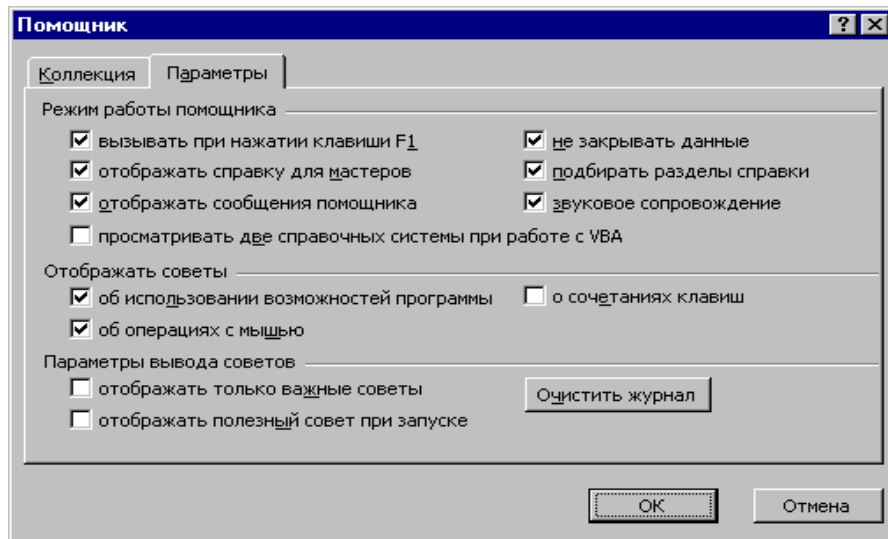 Помощник
Коллекция Параметры
Режим работы помощника
вызывать при нажатии клавиши F1 не закрывать данные
отображать справку для мастеров подбирать разделы справки
отображать сообщения помощника звуковое сопровождение
просматривать две справочных системы при работе с VBA
Отображать советы
об использовании возможностей программы о сочетаниях клавиш
об операциях с мышью
Параметры вывода советов
отображать только важные советы Очистить журнал
отображать полезный совет при запуске
ОК Отмена